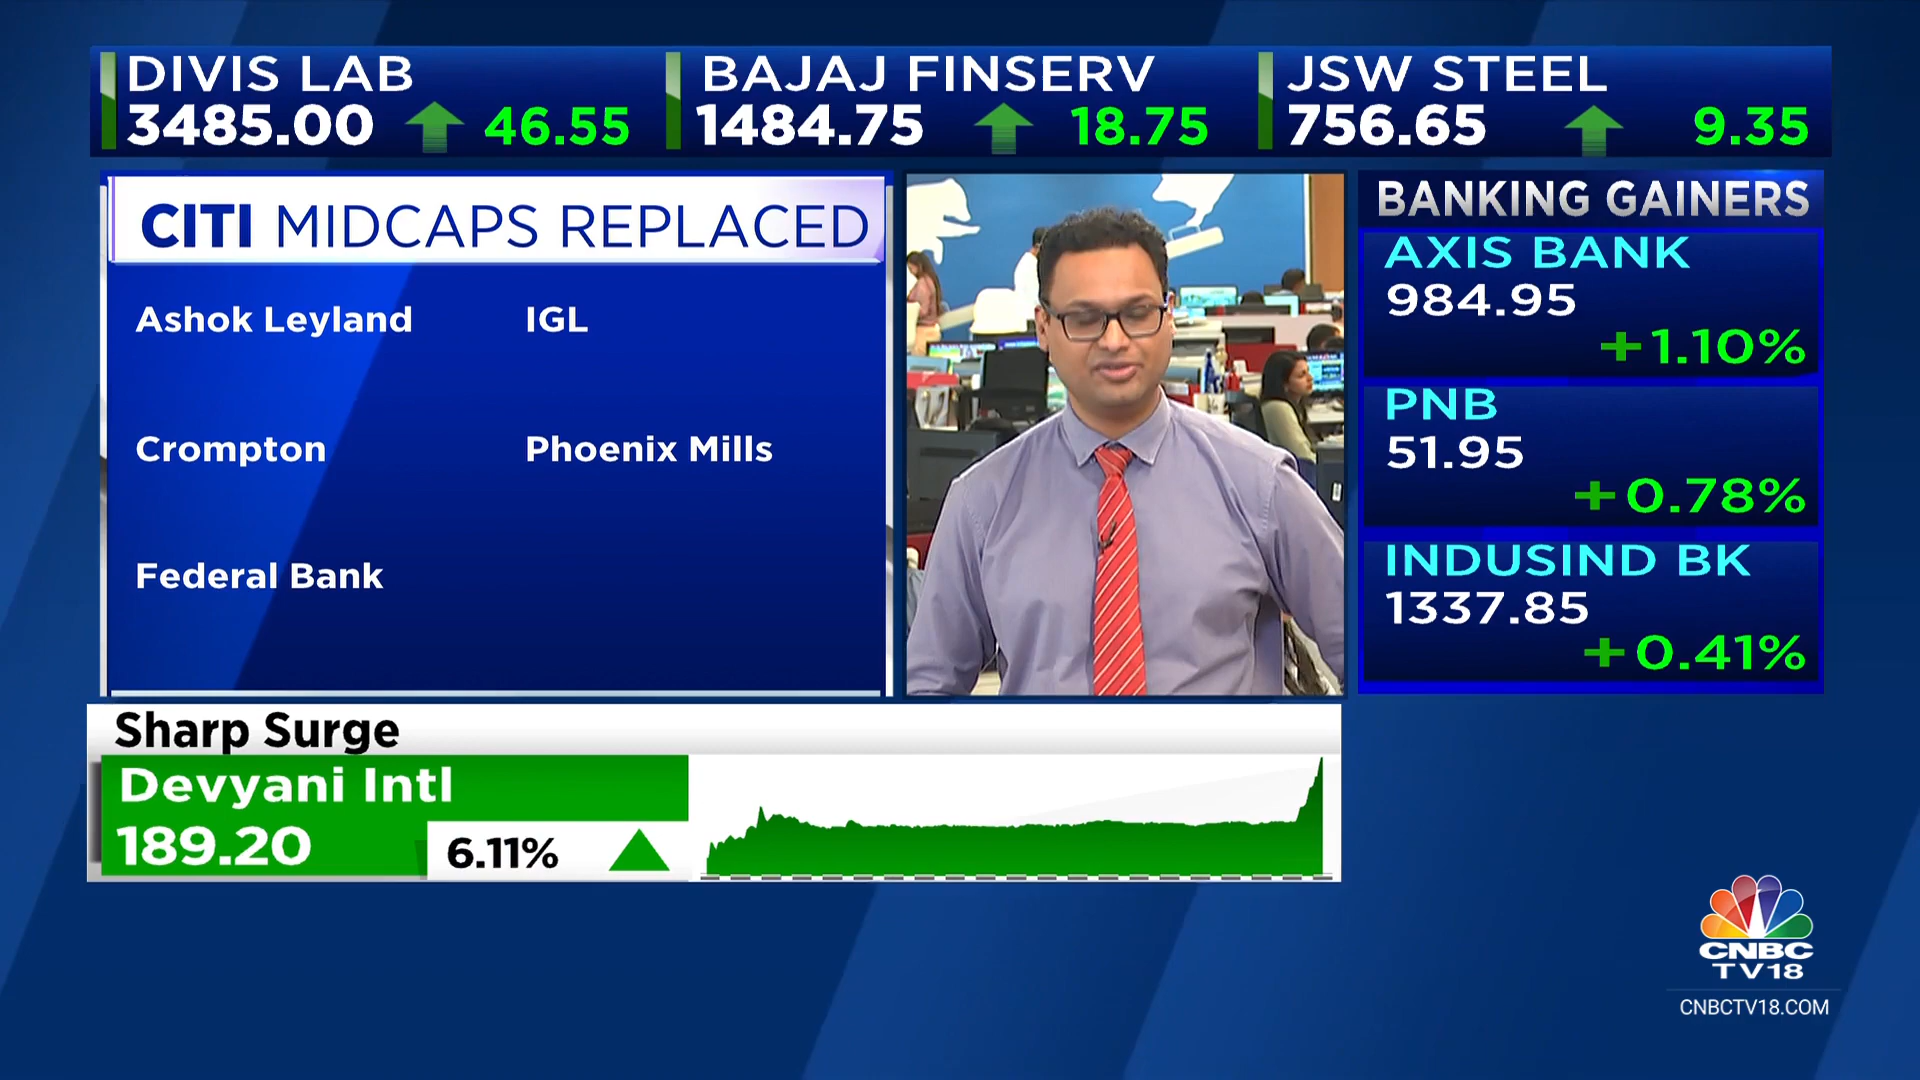 DIVIS LAB
3485.00 46.55
BAJAJ FINSERV
1484.75 18.75
JSW STEEL
756.65 9.35
CITI MIDCAPS REPLACED
Ashok Leyland
IGL
Crompton
Phoenix Mills
Federal Bank
BANKING GAINERS
AXIS BANK
984.95
+1.10%
PNB
51.95
+0.78%
INDUSIND BK
1337.85
+0.41%
Sharp Surge
Devyani Intl
189.20
6.11%
CNBC
TV18
CNBCTV18.COM